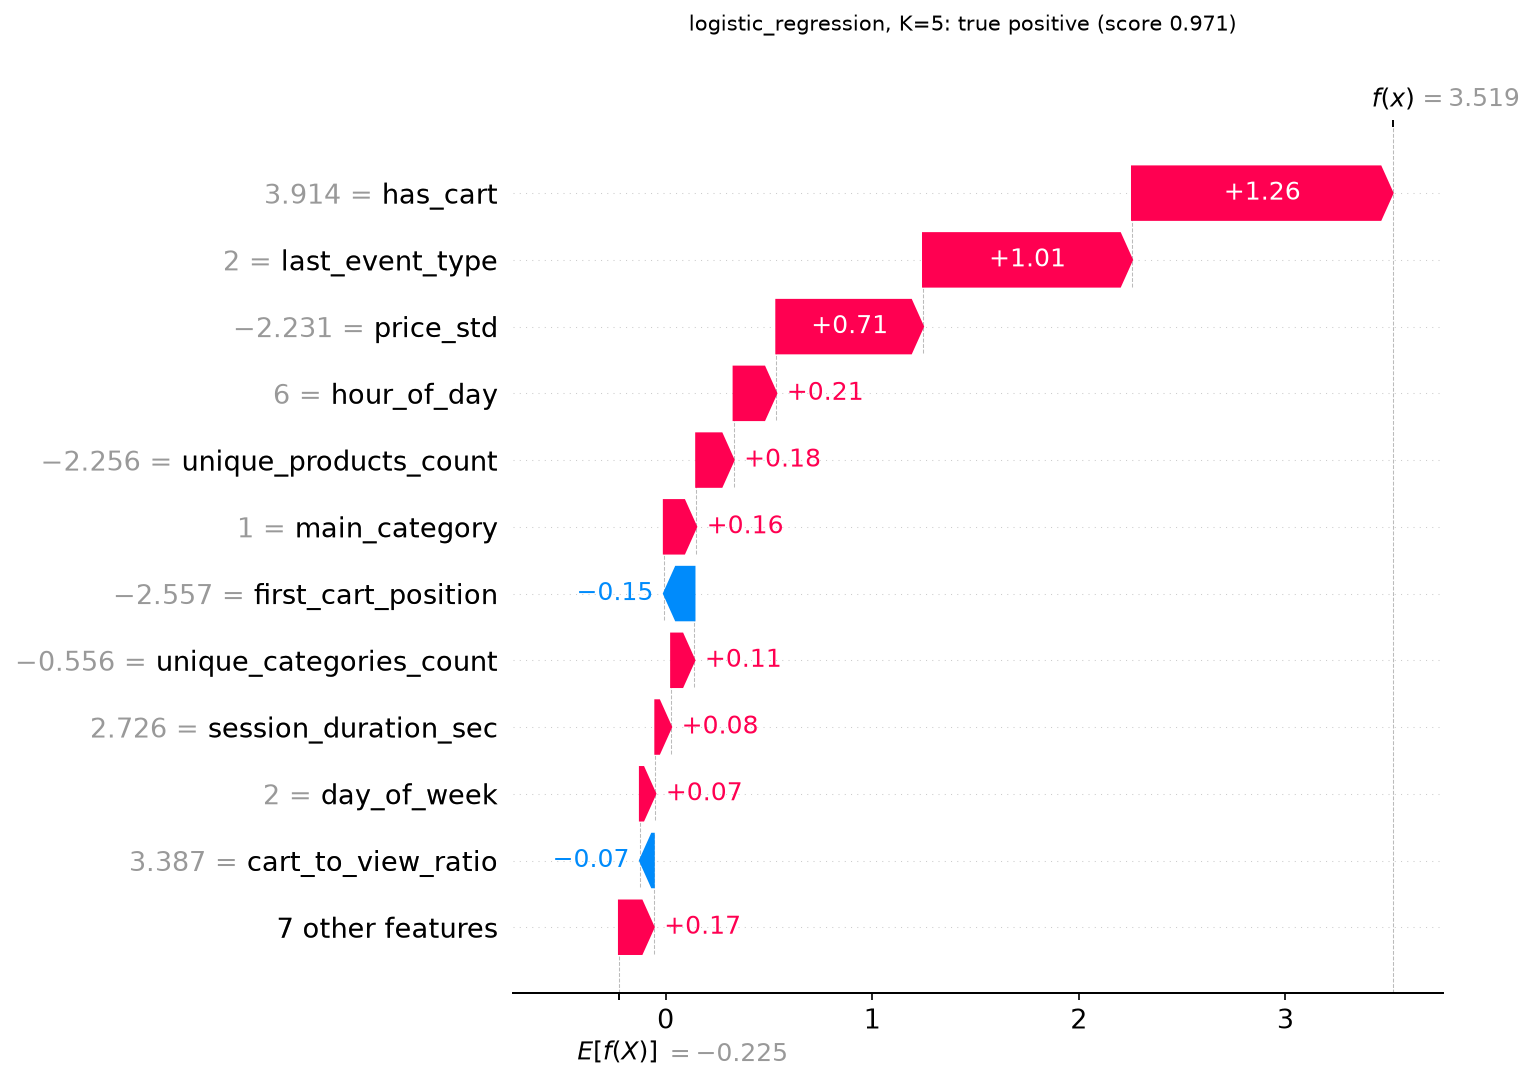 logistic_regression, K=5: true positive (score 0.971)
f(x) = 3.519
3.914 = has_cart +1.26
2 = last_event_type +1.01
−2.231 = price_std +0.71
6 = hour_of_day +0.21
−2.256 = unique_products_count +0.18
1 = main_category +0.16
−2.557 = first_cart_position −0.15
−0.556 = unique_categories_count +0.11
2.726 = session_duration_sec +0.08
2 = day_of_week +0.07
3.387 = cart_to_view_ratio −0.07
7 other features +0.17
0 1 2 3
E[f(X)] = −0.225